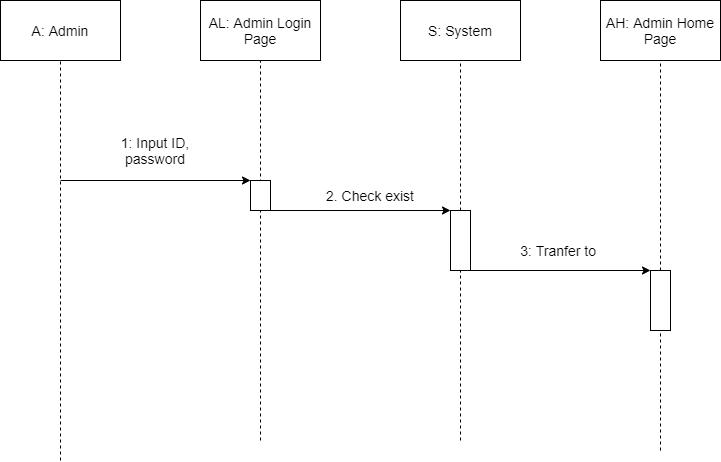 A: Admin
AL: Admin Login
Page
S: System
AH: Admin Home
Page
1: Input ID,
password
2. Check exist
3: Tranfer to